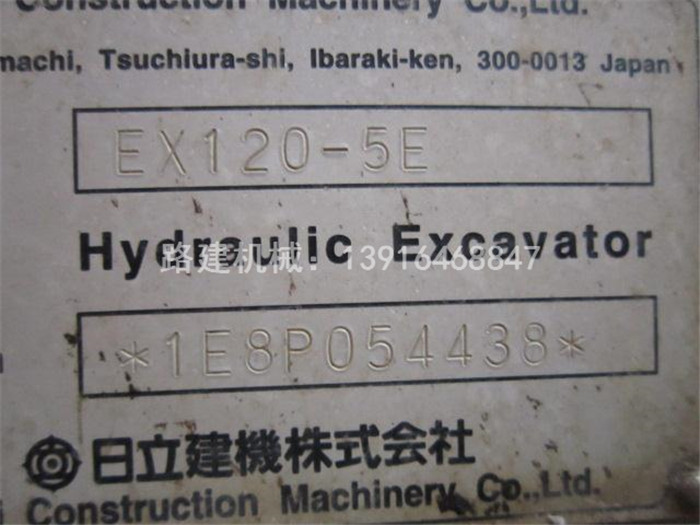 Construction Machinery Co.,Ltd.
machi, Tsuchiura-shi, Ibaraki-ken, 300-0013 Japan
EX120-5E
Hydraulic Excavator
路建机械: 13916468847
*1E8P054438*
日立建機株式会社
Construction Machinery Co.,Ltd.